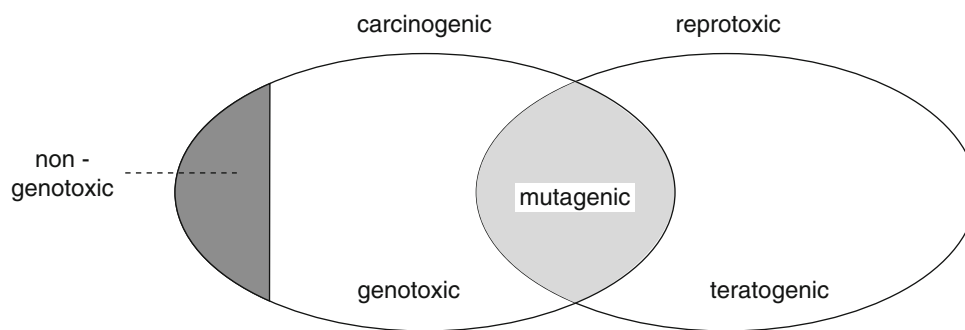 carcinogenic
reprotoxic
non -
genotoxic
mutagenic
genotoxic
teratogenic